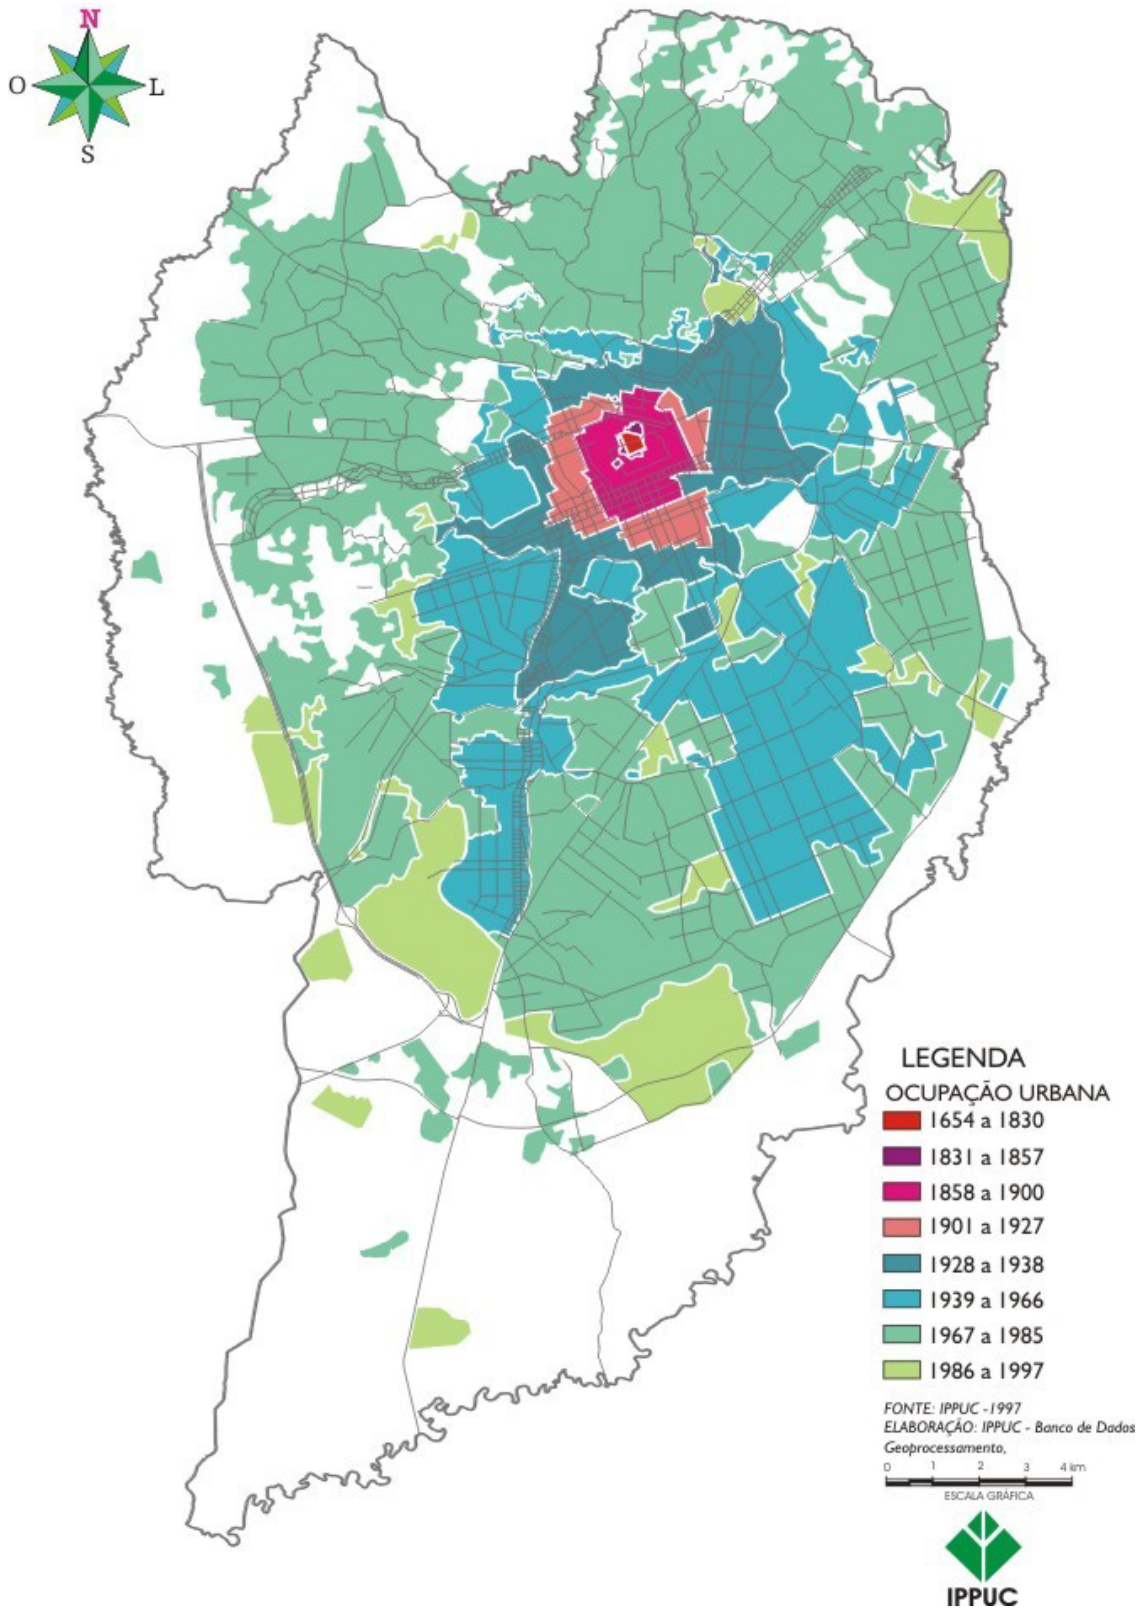 N
O
L
S
LEGENDA
OCUPAÇÃO URBANA
1654 a 1830
1831 a 1857
1858 a 1900
1901 a 1927
1928 a 1938
1939 a 1966
1967 a 1985
1986 a 1997
FONTE: IPPUC -1997
ELABORAÇÃO: IPPUC - Banco de Dados
Geoprocessamento,
0 1 2 3 4 km
ESCALA GRÁFICA
IPPUC